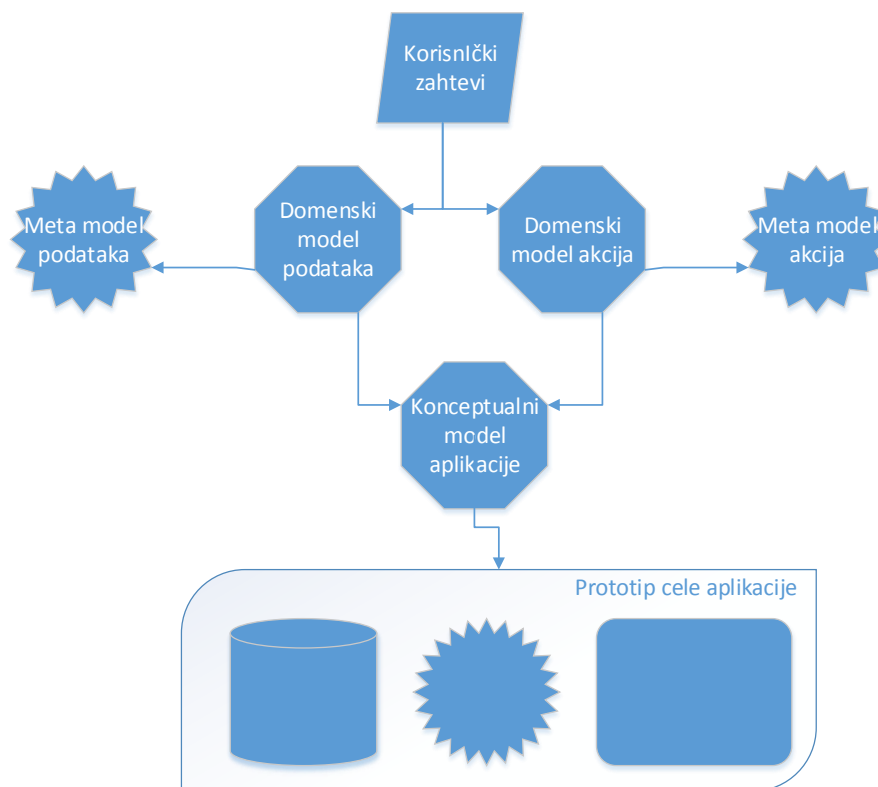 KorisnIčki
zahtevi
Meta model
podataka
Domenski
model
podataka
Domenski
model akcija
Meta model
akcija
Konceptualni
model
aplikacije
Prototip cele aplikacije